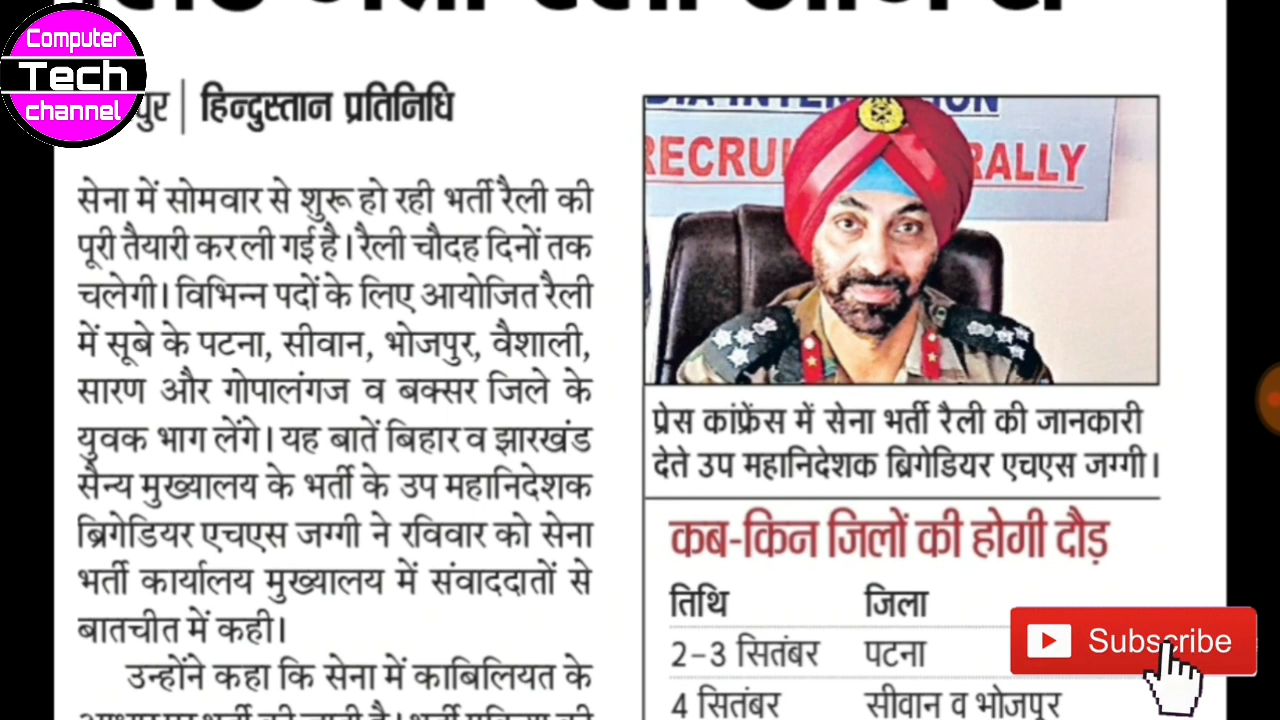 Computer
Tech
channel
हिन्दुस्तान प्रतिनिधि
सेना में सोमवार से शुरू हो रही भर्ती रैली की
पूरी तैयारी कर ली गई है। रैली चौदह दिनों तक
चलेगी। विभिन्न पदों के लिए आयोजित रैली
में सूबे के पटना, सीवान, भोजपुर, वैशाली,
सारण और गोपालंगज व बक्सर जिले के
युवक भाग लेंगे। यह बातें बिहार व झारखंड
सैन्य मुख्यालय के भर्ती के उप महानिदेशक
ब्रिगेडियर एचएस जग्गी ने रविवार को सेना
भर्ती कार्यालय मुख्यालय में संवाददातों से
बातचीत में कही।
उन्होंने कहा कि सेना में काबिलियत के
RALLY
प्रेस कांफ्रेंस में सेना भर्ती रैली की जानकारी
देते उप महानिदेशक ब्रिगेडियर एचएस जग्गी।
कब-किन जिलों की होगी दौड़
तिथि जिला
2-3 सितंबर पटना
4 सितंबर सीवान व भोजपुर
Subscribe